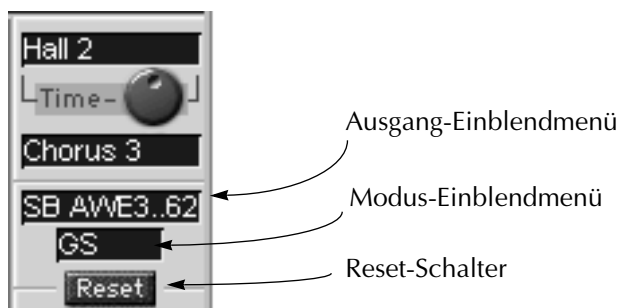 Hall 2
Time
Chorus 3
Ausgang-Einblendmenü
SB AWE3..62
Modus-Einblendmenü
GS
Reset-Schalter
Reset